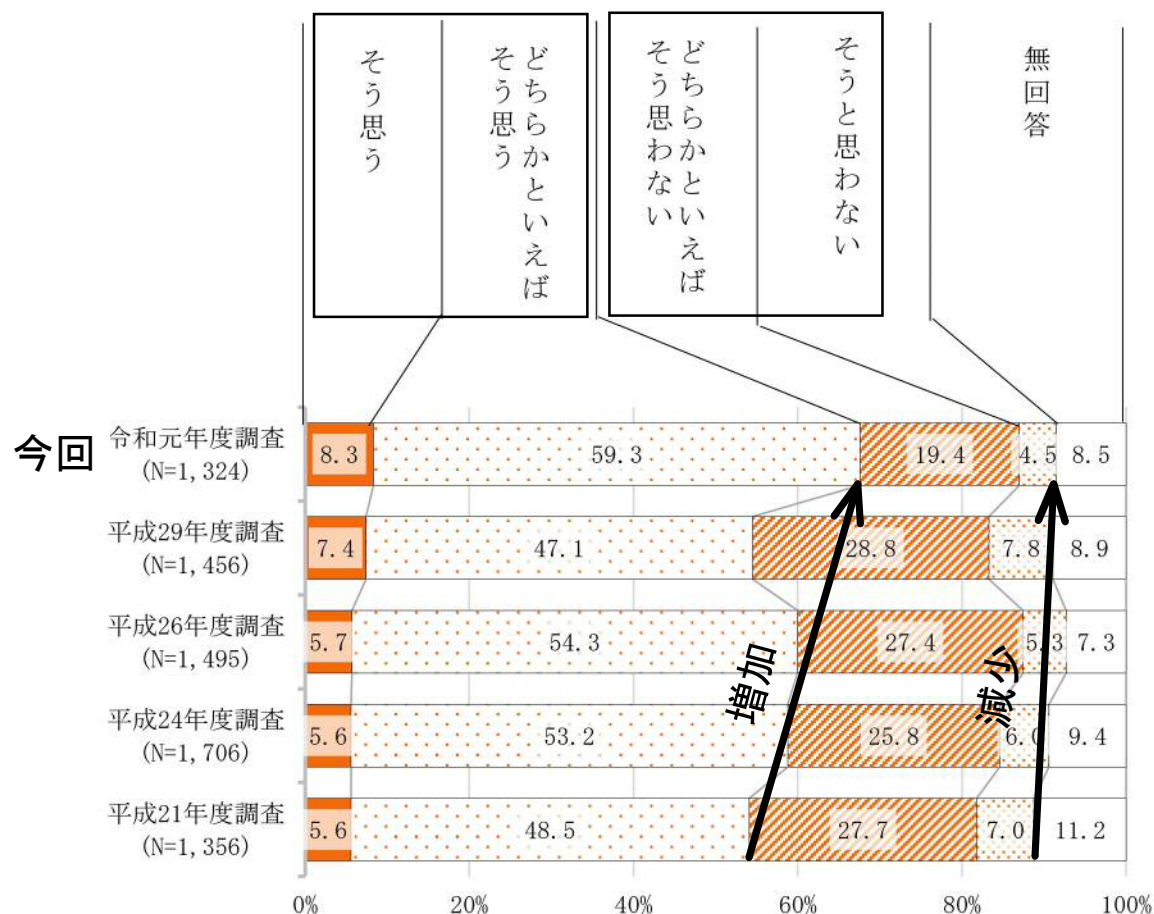 そう思う
どちらかといえば
そう思う
どちらかといえば
そう思わない
そうと思わない
無回答
今回
令和元年度調査
(N=1,324)
8.3
59.3
19.4
4.5
8.5
平成29年度調査
(N=1,456)
7.4
47.1
28.8
7.8
8.9
平成26年度調査
(N=1,495)
5.7
54.3
27.4
5.3
7.3
増加
減少
平成24年度調査
(N=1,706)
5.6
53.2
25.8
6.0
9.4
平成21年度調査
(N=1,356)
5.6
48.5
27.7
7.0
11.2
0%
20%
40%
60%
80%
100%